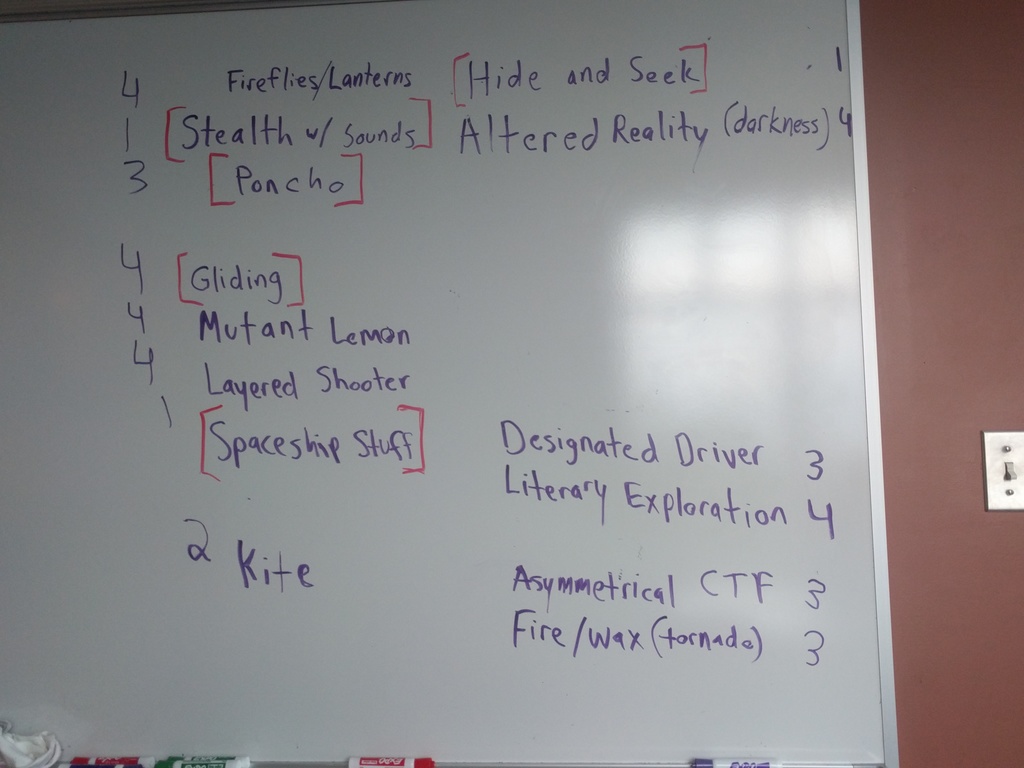 4 Fireflies/Lanterns [Hide and Seek] 1
1 [Stealth w/ Sounds] Altered Reality (darkness) 4
3 [Poncho]
4 [Gliding]
4 Mutant Lemon
4 Layered Shooter
1 [Spaceship Stuff]
2 Kite
Designated Driver 3
Literary Exploration 4
Asymmetrical CTF 3
Fire/Wax (tornado) 3